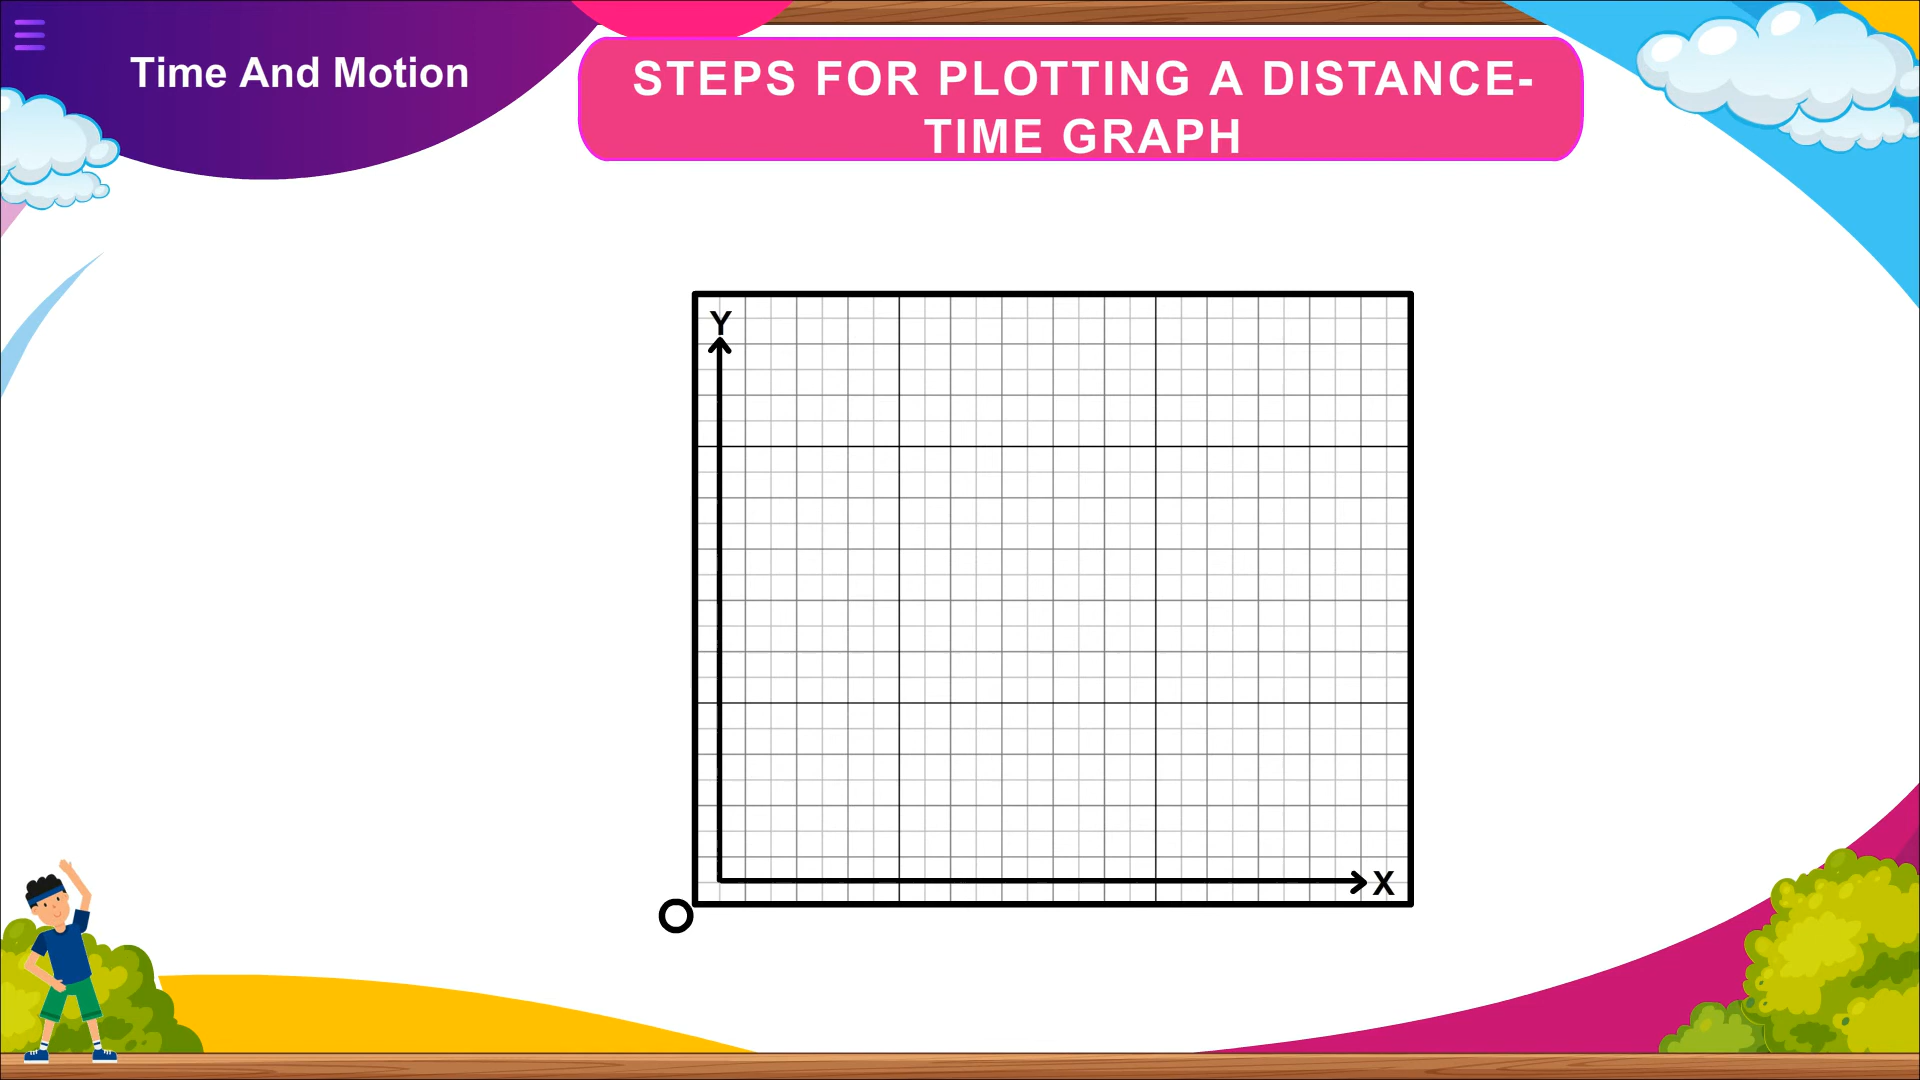 Time And Motion
STEPS FOR PLOTTING A DISTANCE-
TIME GRAPH
Y
X
O